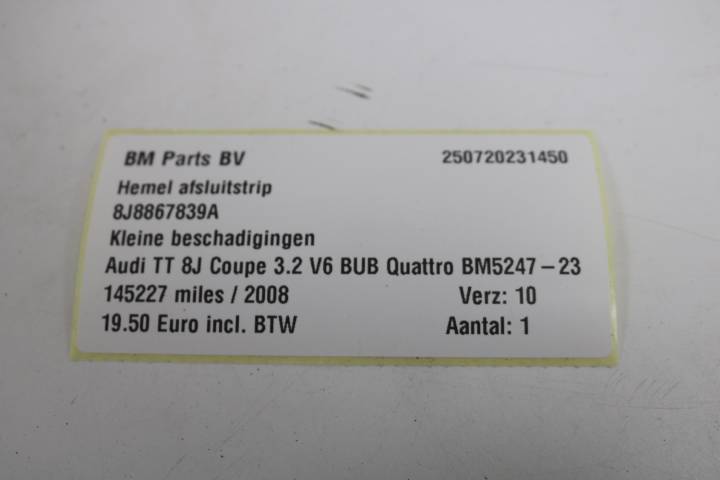 BM Parts BV 250720231450
Hemel afsluitstrip
8J8867839A
Kleine beschadigingen
Audi TT 8J Coupe 3.2 V6 BUB Quattro BM5247-23
145227 miles / 2008 Verz: 10
19.50 Euro incl. BTW Aantal: 1